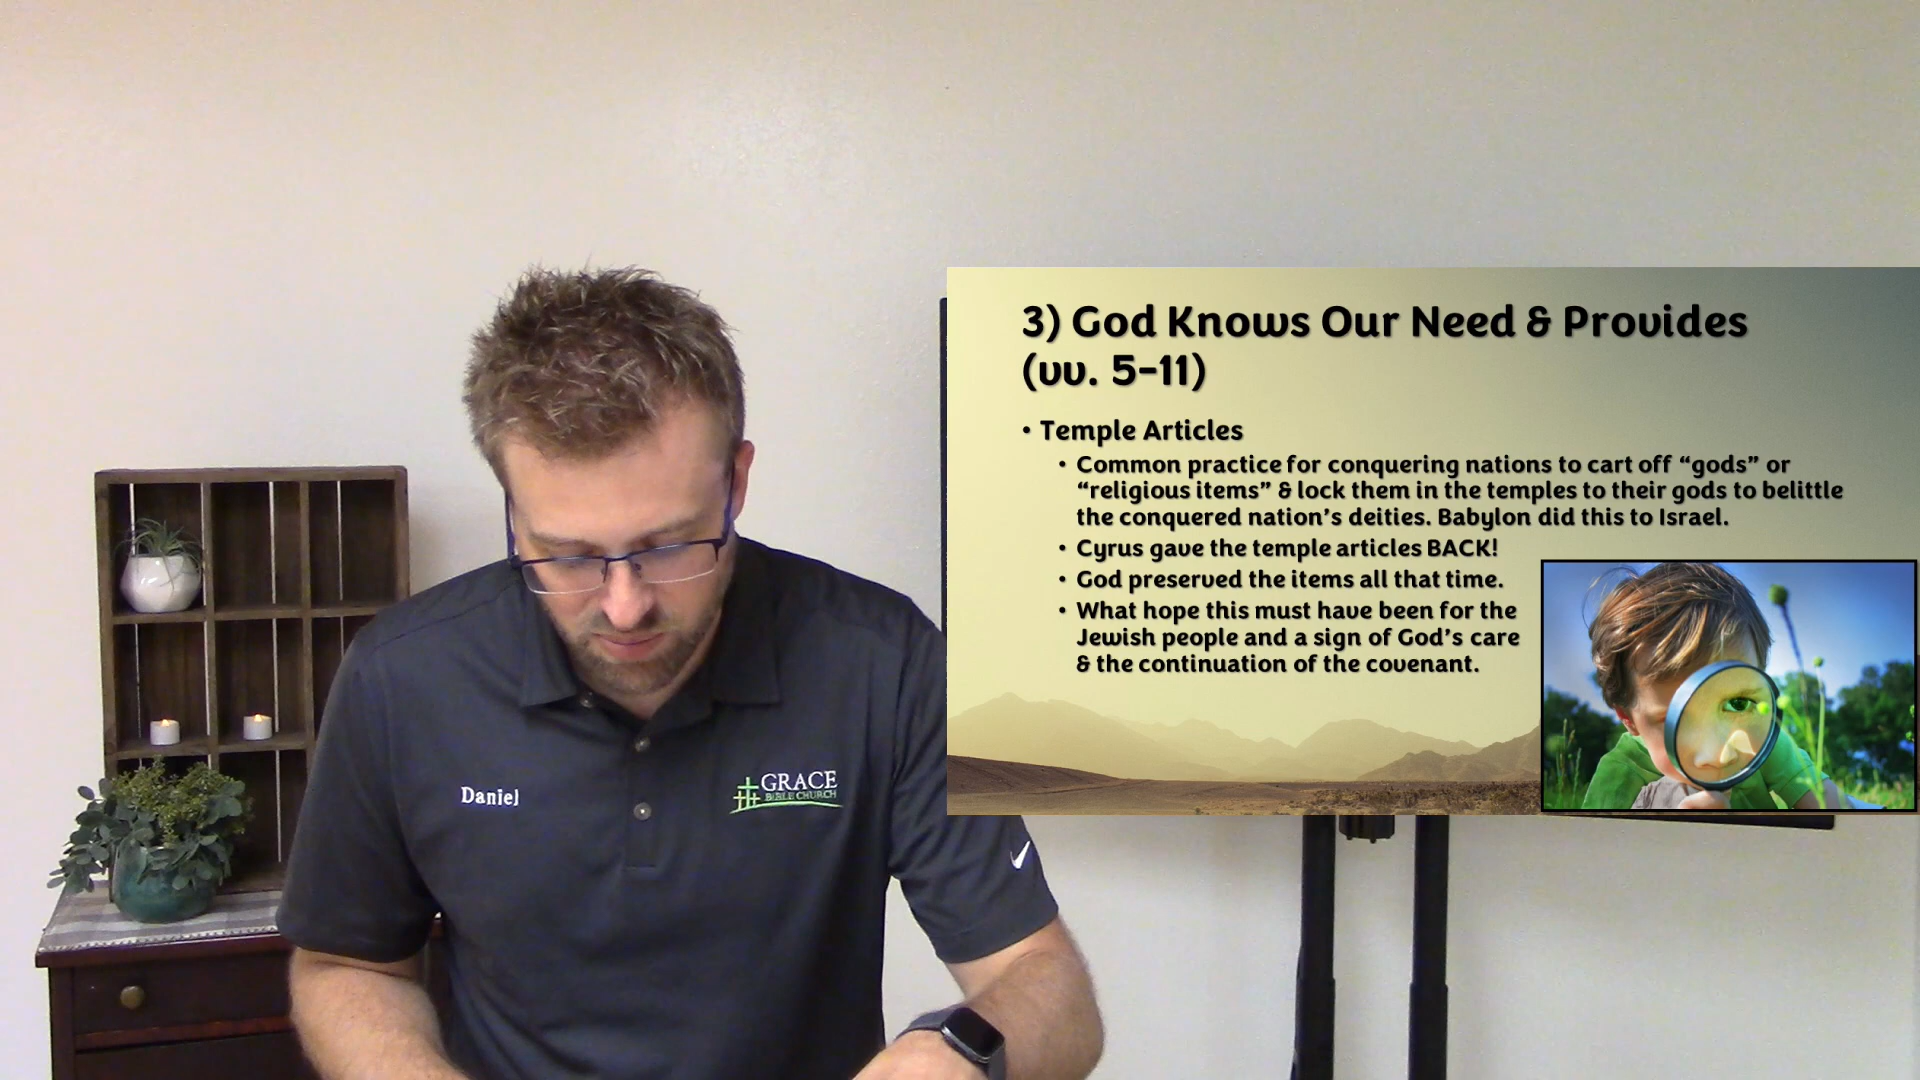 3) God Knows Our Need & Provides
(vv. 5-11)
• Temple Articles
• Common practice for conquering nations to cart off “gods” or
“religious items” & lock them in the temples to their gods to belittle
the conquered nation’s deities. Babylon did this to Israel.
• Cyrus gave the temple articles BACK!
• God preserved the items all that time.
• What hope this must have been for the
Jewish people and a sign of God’s care
& the continuation of the covenant.
Daniel
GRACE
BIBLE CHURCH